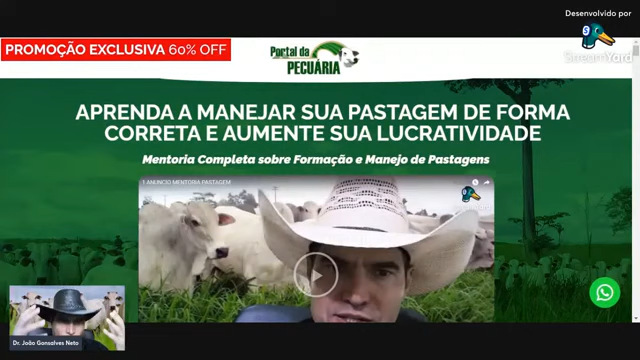 Desenvolvido por
StreamYard
PROMOÇÃO EXCLUSIVA 60% OFF
Portal da
PECUÁRIA
APRENDA A MANEJAR SUA PASTAGEM DE FORMA
CORRETA E AUMENTE SUA LUCRATIVIDADE
Mentoria Completa sobre Formação e Manejo de Pastagens
1 ANUNCIO MENTORIA PASTAGEM
Dr. João Gonsalves Neto